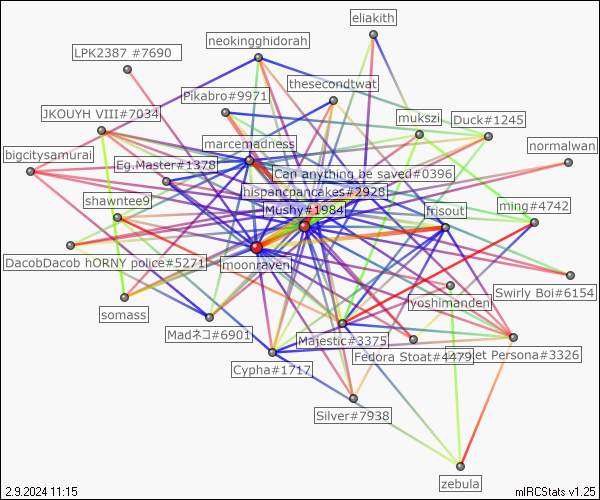 eliakith
neokingghidorah
LPK2387 #7690
thesecondtwat
Pikabro#9971
JKOUYH VIII#7034
mukszi
Duck#1245
marcemadness
normalwan
bigcitysamurai
Eg.Master#1378
Can anything be saved#0396
hispancpancakes#2928
shawntee9
Mushy#1984
frisout
ming#4742
DacobDacob hORNY police#5271
moonraven
Swirly Boi#6154
yoshimanden
somass
Madネコ#6901
Majestic#3375
Fedora Stoat#4479
et Persona#3326
Cypha#1717
Silver#7938
zebula
2.9.2024 11:15
mIRCStats v1.25